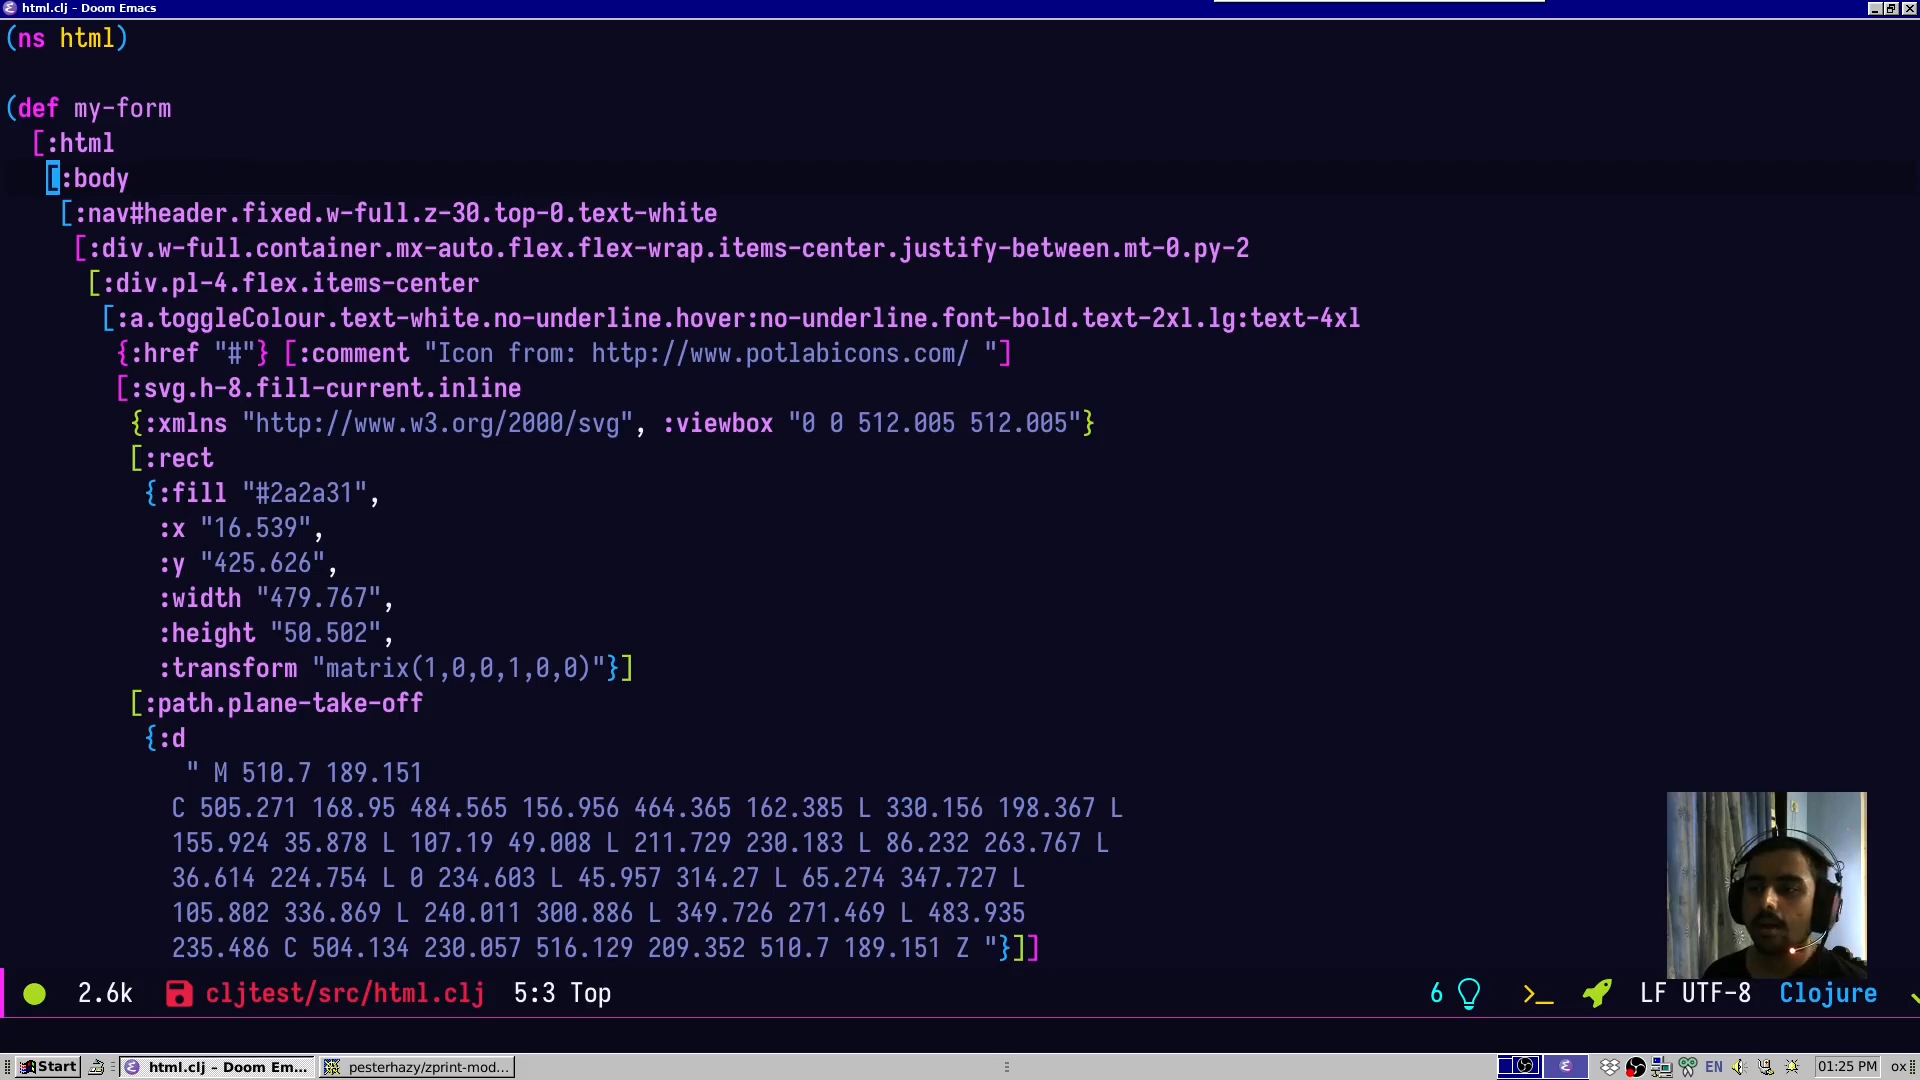 html.clj - Doom Emacs
(ns html)
(def my-form
[:html
[:body
[:nav#header.fixed.w-full.z-30.top-0.text-white
[:div.w-full.container.mx-auto.flex.flex-wrap.items-center.justify-between.mt-0.py-2
[:div.pl-4.flex.items-center
[:a.toggleColour.text-white.no-underline.hover:no-underline.font-bold.text-2xl.lg:text-4xl
{:href "#"} [:comment "Icon from: http://www.potlabicons.com/ "]
[:svg.h-8.fill-current.inline
{:xmlns "http://www.w3.org/2000/svg", :viewbox "0 0 512.005 512.005"}
[:rect
{:fill "#2a2a31",
:x "16.539",
:y "425.626",
:width "479.767",
:height "50.502",
:transform "matrix(1,0,0,1,0,0)"}]
[:path.plane-take-off
{:d
" M 510.7 189.151
C 505.271 168.95 484.565 156.956 464.365 162.385 L 330.156 198.367 L
155.924 35.878 L 107.19 49.008 L 211.729 230.183 L 86.232 263.767 L
36.614 224.754 L 0 234.603 L 45.957 314.27 L 65.274 347.727 L
105.802 336.869 L 240.011 300.886 L 349.726 271.469 L 483.935
235.486 C 504.134 230.057 516.129 209.352 510.7 189.151 Z "}]]
2.6k cljtest/src/html.clj 5:3 Top 6 LF UTF-8 Clojure
Start html.clj - Doom Em... pesterhazy/zprint-mod... EN 01:25 PM ox